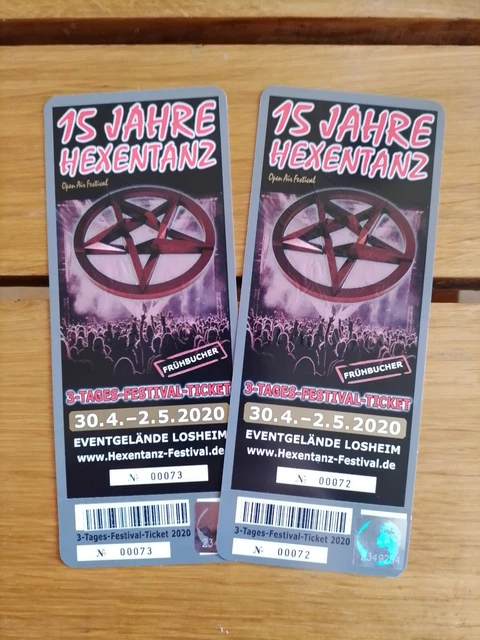 15 JAHRE
HEXENTANZ
Open Air Festival
FRÜHBUCHER
3-TAGES-FESTIVAL-TICKET
30.4.–2.5.2020
EVENTGELÄNDE LOSHEIM
www.Hexentanz-Festival.de
№ 00073
3-Tages-Festival-Ticket 2020
№ 00073
234
15 JAHRE
HEXENTANZ
Open Air Festival
FRÜHBUCHER
3-TAGES-FESTIVAL-TICKET
30.4.–2.5.2020
EVENTGELÄNDE LOSHEIM
www.Hexentanz-Festival.de
№ 00072
3-Tages-Festival-Ticket 2020
№ 00072